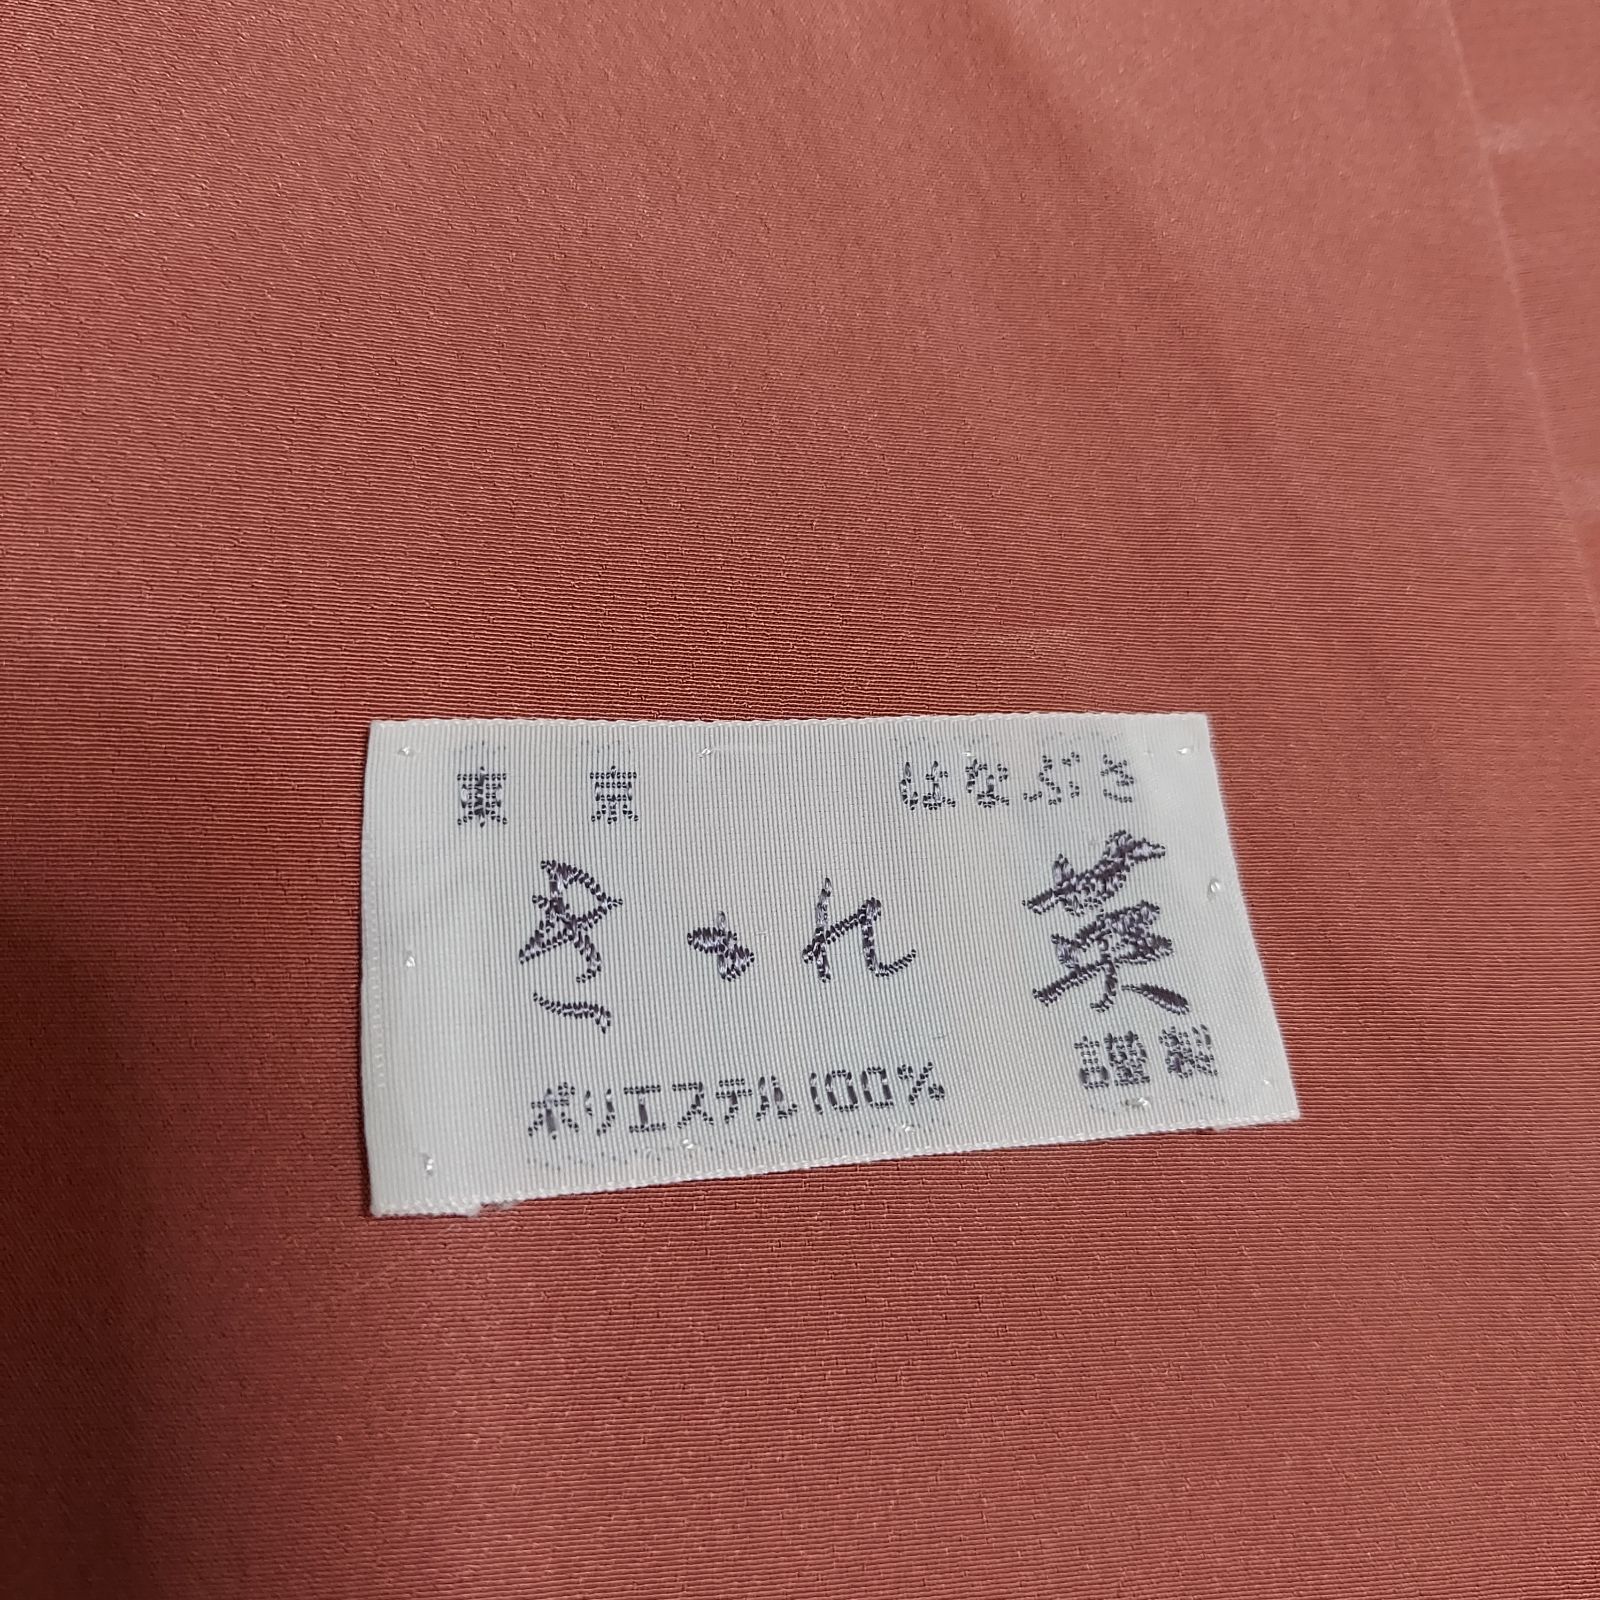 東京 はなぶさ
きもの 英
ポリエステル100% 謹製